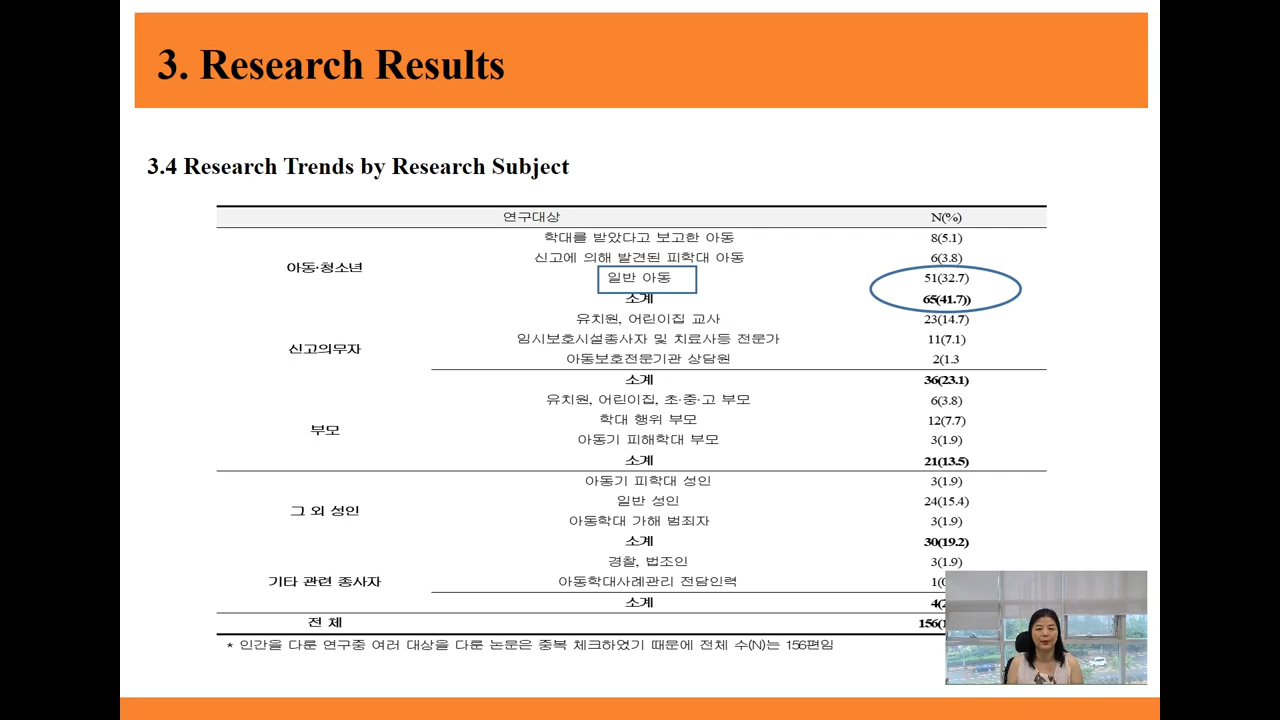 3. Research Results
3.4 Research Trends by Research Subject
연구대상 N(%)
학대를 받았다고 보고한 아동 8(5.1)
신고에 의해 발견된 피학대 아동 6(3.8)
아동·청소년
일반 아동 51(32.7)
소계 65(41.7))
유치원, 어린이집 교사 23(14.7)
임시보호시설종사자 및 치료사등 전문가 11(7.1)
신고의무자
아동보호전문기관 상담원 2(1.3
소계 36(23.1)
유치원, 어린이집, 초·중·고 부모 6(3.8)
학대 행위 부모 12(7.7)
부모
아동기 피해학대 부모 3(1.9)
소계 21(13.5)
아동기 피학대 성인 3(1.9)
일반 성인 24(15.4)
그 외 성인
아동학대 가해 범죄자 3(1.9)
소계 30(19.2)
경찰, 법조인 3(1.9)
기타 관련 종사자 아동학대사례관리 전담인력 1(
소계 4(
전 체 156(
* 인간을 다룬 연구중 여러 대상을 다룬 논문은 중복 체크하였기 때문에 전체 수(N)는 156편임